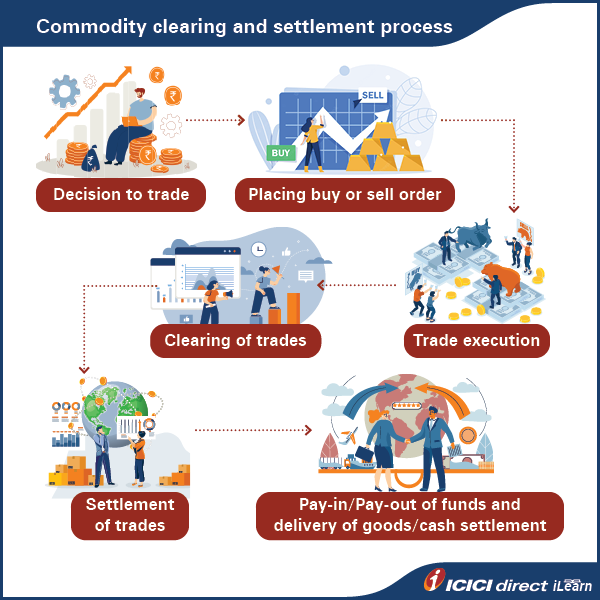 Commodity clearing and settlement process
SELL
BUY
Decision to trade
Placing buy or sell order
Clearing of trades
Trade execution
Settlement
of trades
Pay-in/Pay-out of funds and
delivery of goods/cash settlement
ICICI direct iLearn